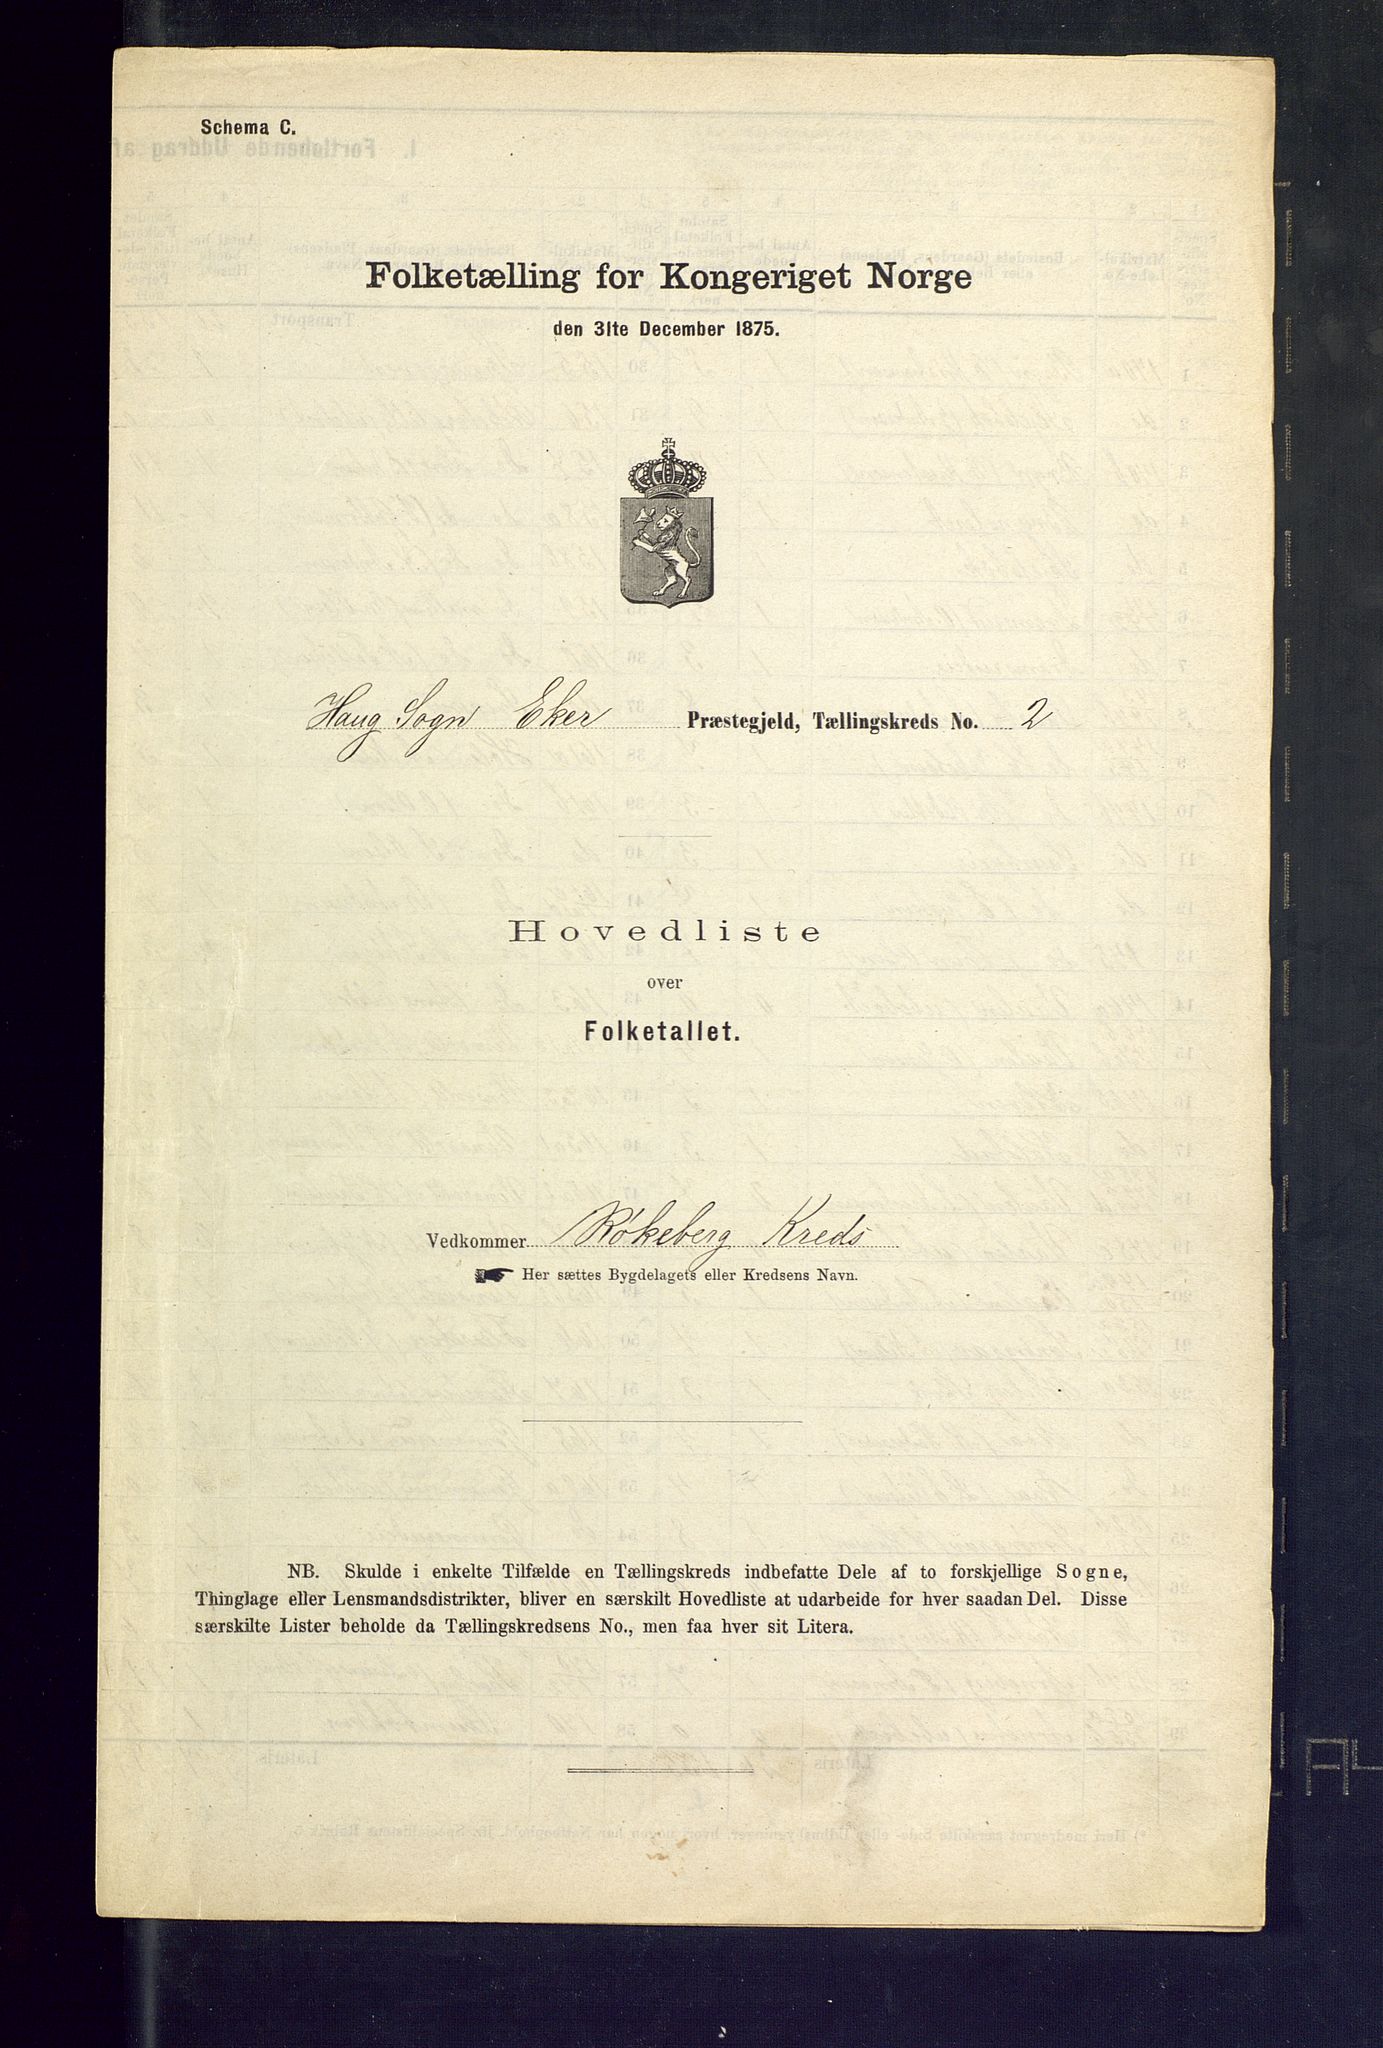 Schema C.
Folketælling for Kongeriget Norge
den 31te December 1875.
Haug Sogn Eker Præstegjeld, Tællingskreds No. 2
Hovedliste
over
Folketallet.
Vedkommer Røkeberg Kreds
Her sættes Bygdelagets eller Kredsens Navn.
NB. Skulde i enkelte Tilfælde en Tællingskreds indbefatte Dele af to forskjellige Sogne,
Thinglage eller Lensmandsdistrikter, bliver en særskilt Hovedliste at udarbeide for hver saadan Del. Disse
særskilte Lister beholde da Tællingskredsens No., men faa hver sit Litera.